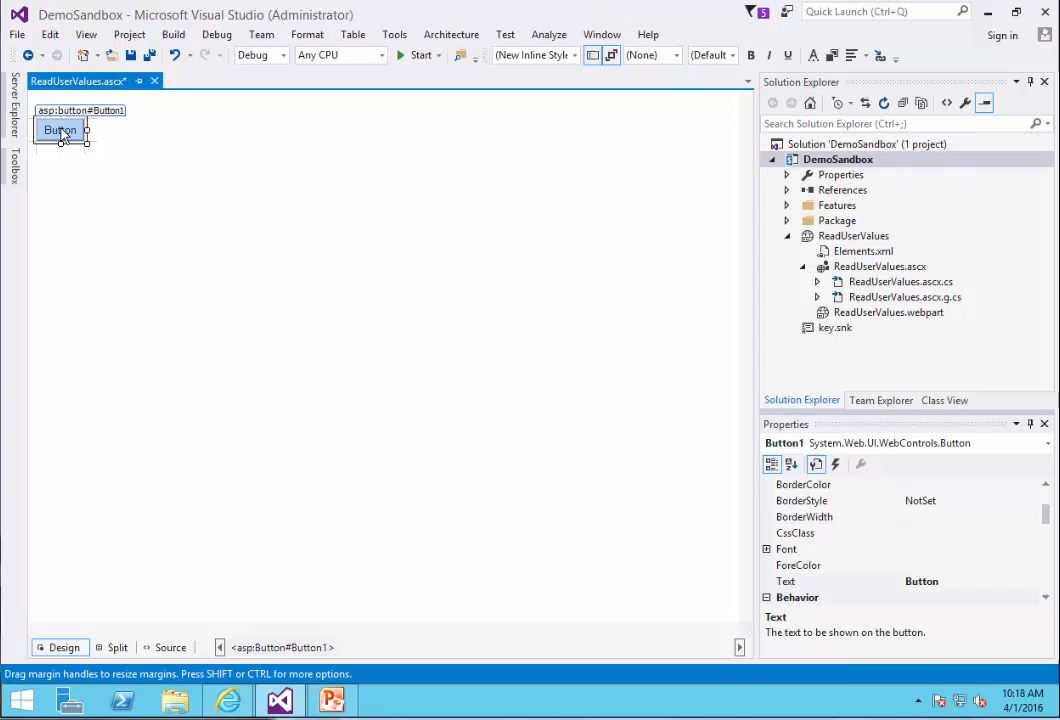 DemoSandbox - Microsoft Visual Studio (Administrator)
5
Quick Launch (Ctrl+Q)
File Edit View Project Build Debug Team Format Table Tools Architecture Test Analyze Window Help
Sign in
Debug Any CPU Start (New Inline Style (None) (Default B I U A
ReadUserValues.ascx*
Server Explorer
Toolbox
asp:button#Button1
Button
Solution Explorer
Search Solution Explorer (Ctrl+;)
Solution 'DemoSandbox' (1 project)
DemoSandbox
Properties
References
Features
Package
ReadUserValues
Elements.xml
ReadUserValues.ascx
ReadUserValues.ascx.cs
ReadUserValues.ascx.g.cs
ReadUserValues.webpart
key.snk
Solution Explorer Team Explorer Class View
Properties
Button1 System.Web.UI.WebControls.Button
BorderColor
BorderStyle NotSet
BorderWidth
CssClass
Font
ForeColor
Text Button
Behavior
Text
The text to be shown on the button.
Design Split Source <asp:Button#Button1>
Drag margin handles to resize margins. Press SHIFT or CTRL for more options.
10:18 AM
4/1/2016